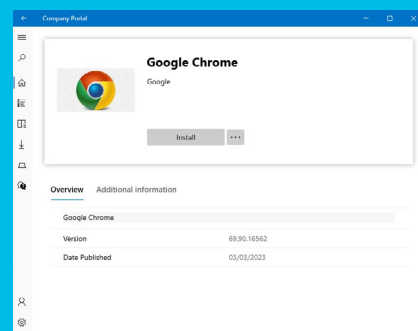 Company Portal
Google Chrome
Google
Install
Overview Additional information
Google Chrome
Version 69.90.16562
Date Published 03/03/2023